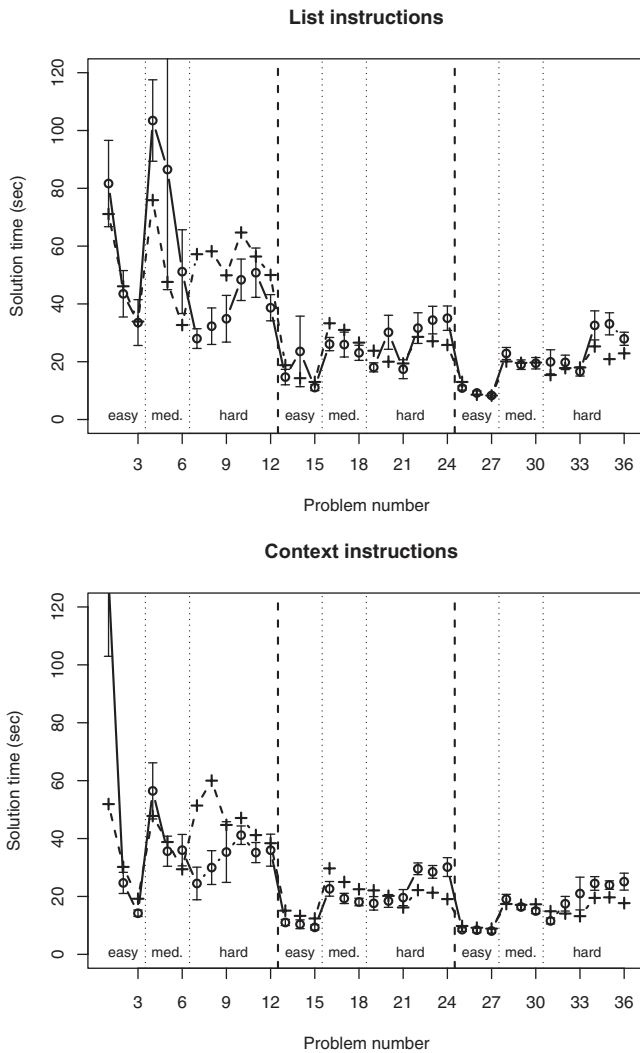 List instructions
Solution time (sec)
120
100
80
60
40
20
0
easy med. hard easy med. hard easy med. hard
3 6 9 12 15 18 21 24 27 30 33 36
Problem number
Context instructions
Solution time (sec)
120
100
80
60
40
20
0
easy med. hard easy med. hard easy med. hard
3 6 9 12 15 18 21 24 27 30 33 36
Problem number